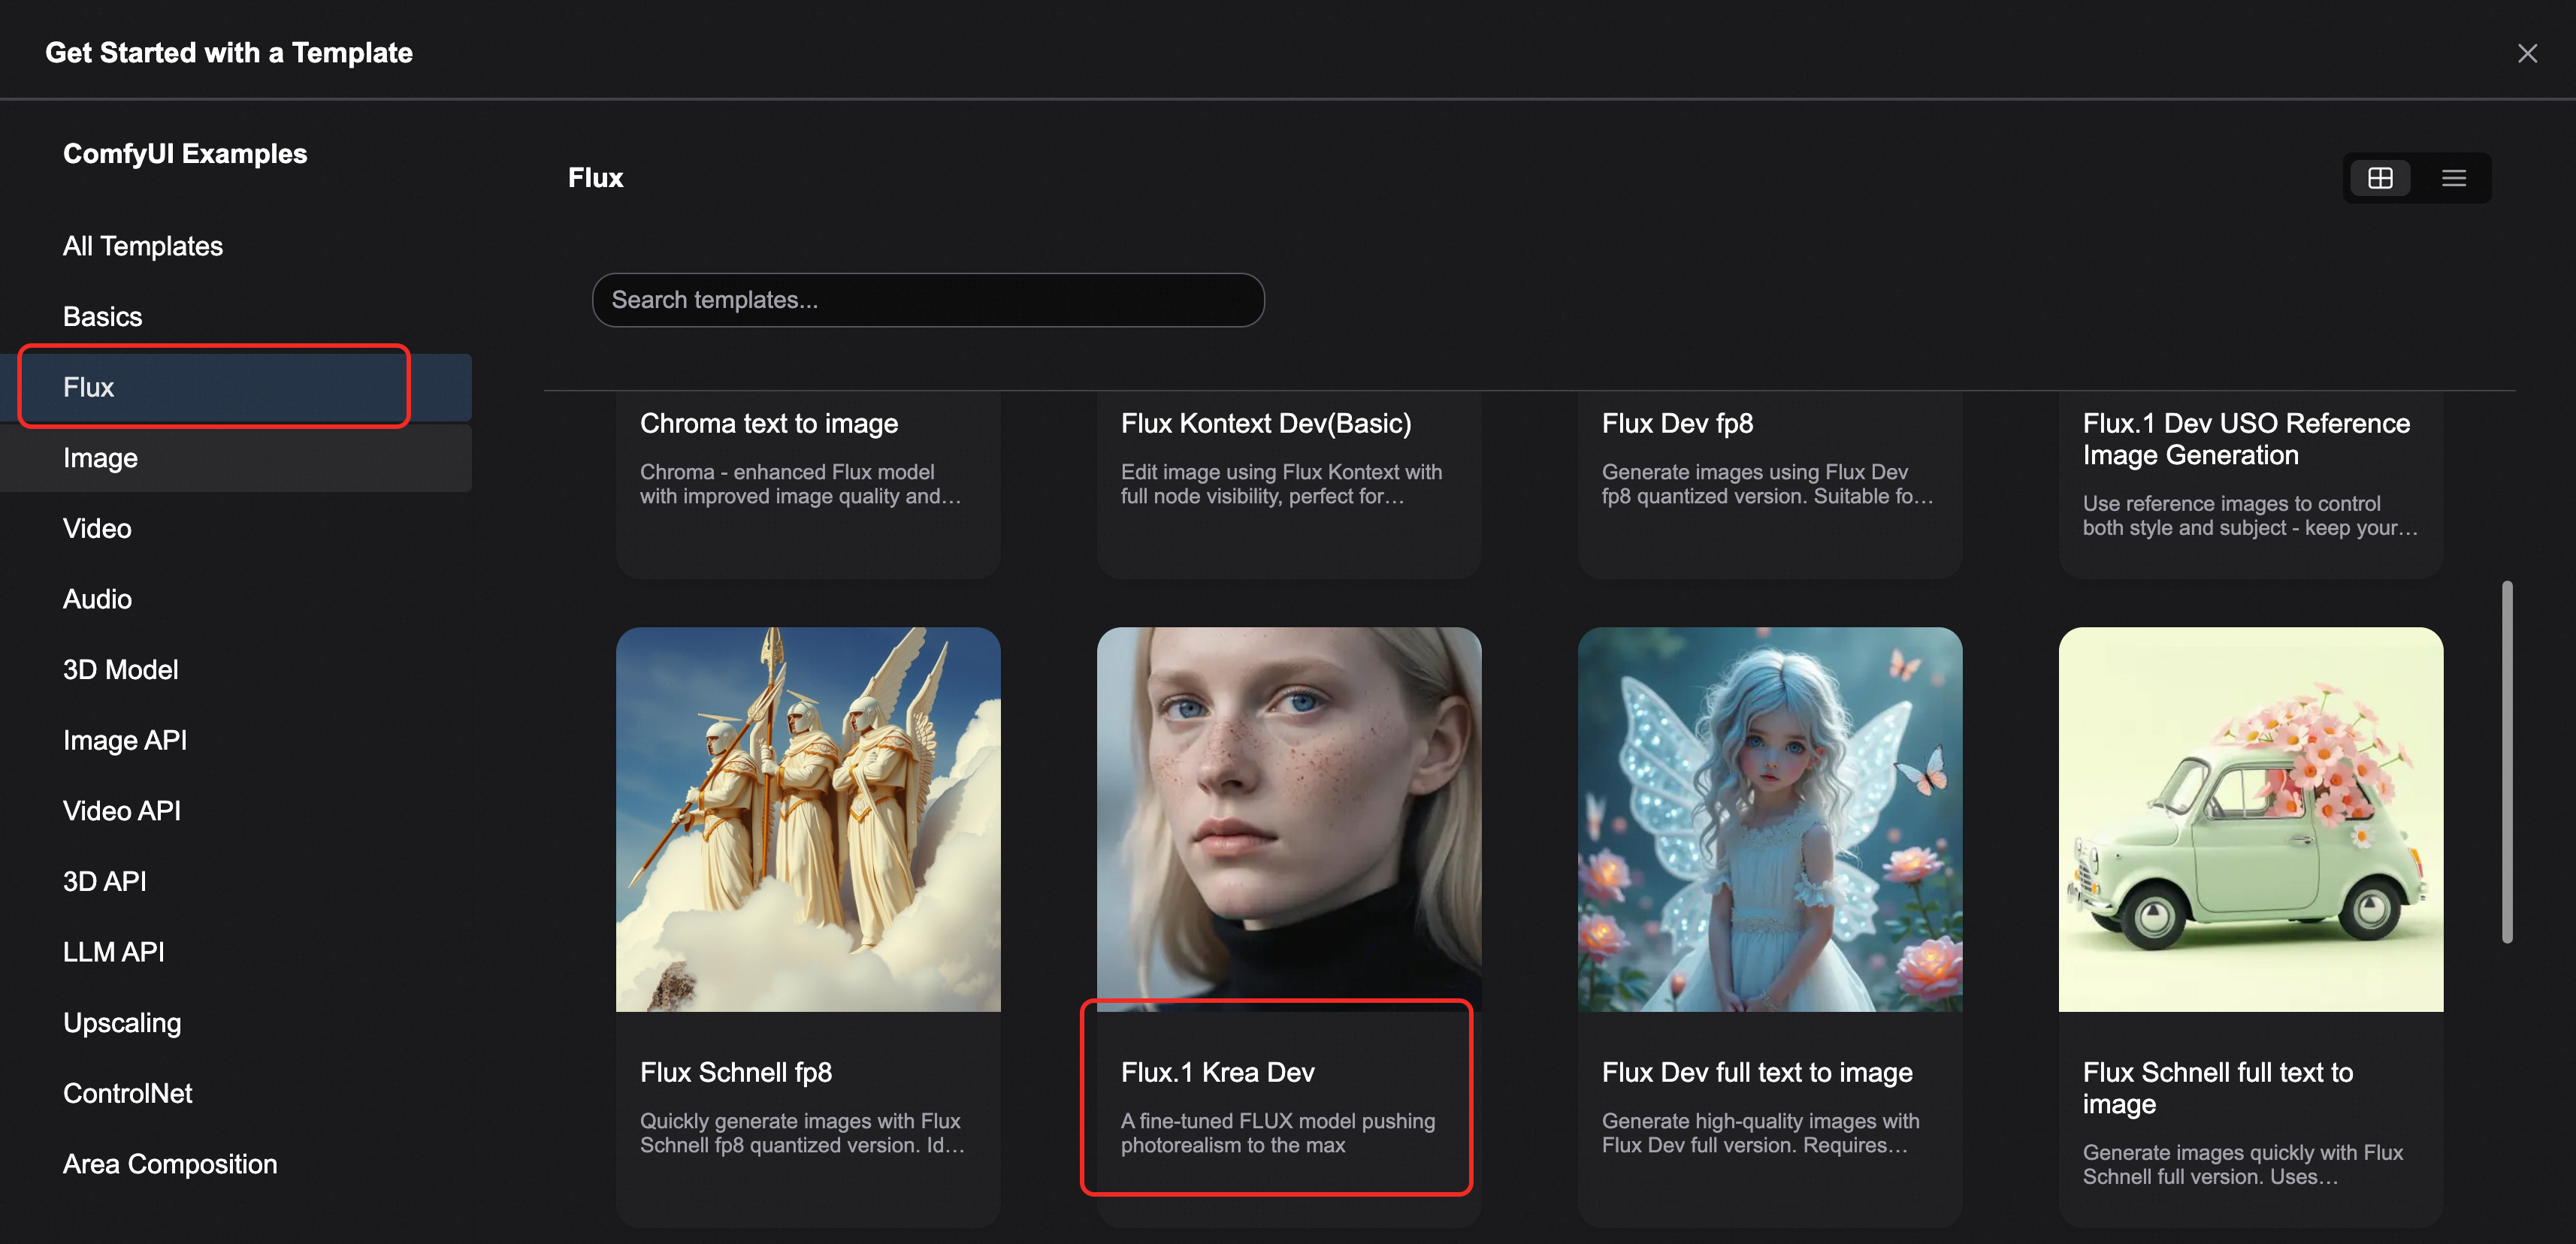 Get Started with a Template
ComfyUI Examples
All Templates
Basics
Flux
Image
Video
Audio
3D Model
Image API
Video API
3D API
LLM API
Upscaling
ControlNet
Area Composition
Flux
Search templates...
Chroma text to image
Chroma - enhanced Flux model
with improved image quality and...
Flux Kontext Dev(Basic)
Edit image using Flux Kontext with
full node visibility, perfect for...
Flux Dev fp8
Generate images using Flux Dev
fp8 quantized version. Suitable fo...
Flux.1 Dev USO Reference
Image Generation
Use reference images to control
both style and subject - keep your...
Flux Schnell fp8
Quickly generate images with Flux
Schnell fp8 quantized version. Id...
Flux.1 Krea Dev
A fine-tuned FLUX model pushing
photorealism to the max
Flux Dev full text to image
Generate high-quality images with
Flux Dev full version. Requires...
Flux Schnell full text to
image
Generate images quickly with Flux
Schnell full version. Uses...